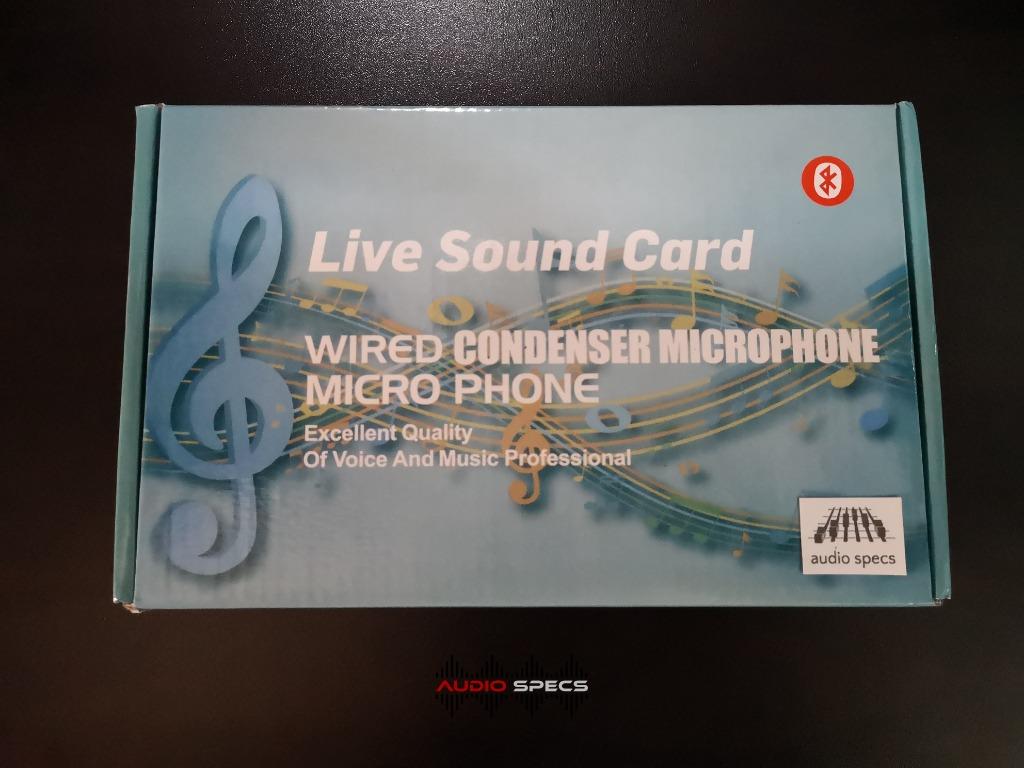 Live Sound Card
WIRED CONDENSER MICROPHONE
MICRO PHONE
Excellent Quality
Of Voice And Music Professional
audio specs
AUDIO SPECS